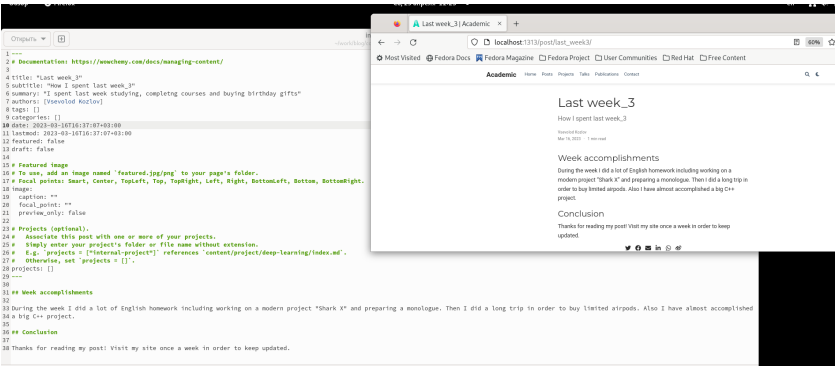 Открыть
1 ---
2 # Documentation: https://wowchemy.com/docs/managing-content/
3
4 title: "Last week_3"
5 subtitle: "How I spent last week_3"
6 summary: "I spent last week studying, completng courses and buying birthday gifts"
7 authors: [Vsevolod Kozlov]
8 tags: []
9 categories: []
10 date: 2023-03-16T16:37:07+03:00
11 lastmod: 2023-03-16T16:37:07+03:00
12 featured: false
13 draft: false
14
15 # Featured image
16 # To use, add an image named `featured.jpg/png` to your page's folder.
17 # Focal points: Smart, Center, TopLeft, Top, TopRight, Left, Right, BottomLeft, Bottom, BottomRight.
18 image:
19 caption: ""
20 focal_point: ""
21 preview_only: false
22
23 # Projects (optional).
24 # Associate this post with one or more of your projects.
25 # Simply enter your project's folder or file name without extension.
26 # E.g. `projects = ["internal-project"]` references `content/project/deep-learning/index.md`.
27 # Otherwise, set `projects = []`.
28 projects: []
29 ---
30
31 ## Week accomplishments
32
33 During the week I did a lot of English homework including working on a modern project "Shark X" and preparing a monologue. Then I did a long trip in order to buy limited airpods. Also I have almost accomplished
34 a big C++ project.
35
36 ## Conclusion
37
38 Thanks for reading my post! Visit my site once a week in order to keep updated.
Last week_3 | Academic × +
localhost:1313/post/last_week3/ 60%
Most Visited Fedora Docs Fedora Magazine Fedora Project User Communities Red Hat Free Content
Academic Home Posts Projects Talks Publications Contact
Last week_3
How I spent last week_3
Vsevolod Kozlov
Mar 16, 2023 · 1 min read
Week accomplishments
During the week I did a lot of English homework including working on a
modern project "Shark X" and preparing a monologue. Then I did a long trip in
order to buy limited airpods. Also I have almost accomplished a big C++
project.
Conclusion
Thanks for reading my post! Visit my site once a week in order to keep
updated.